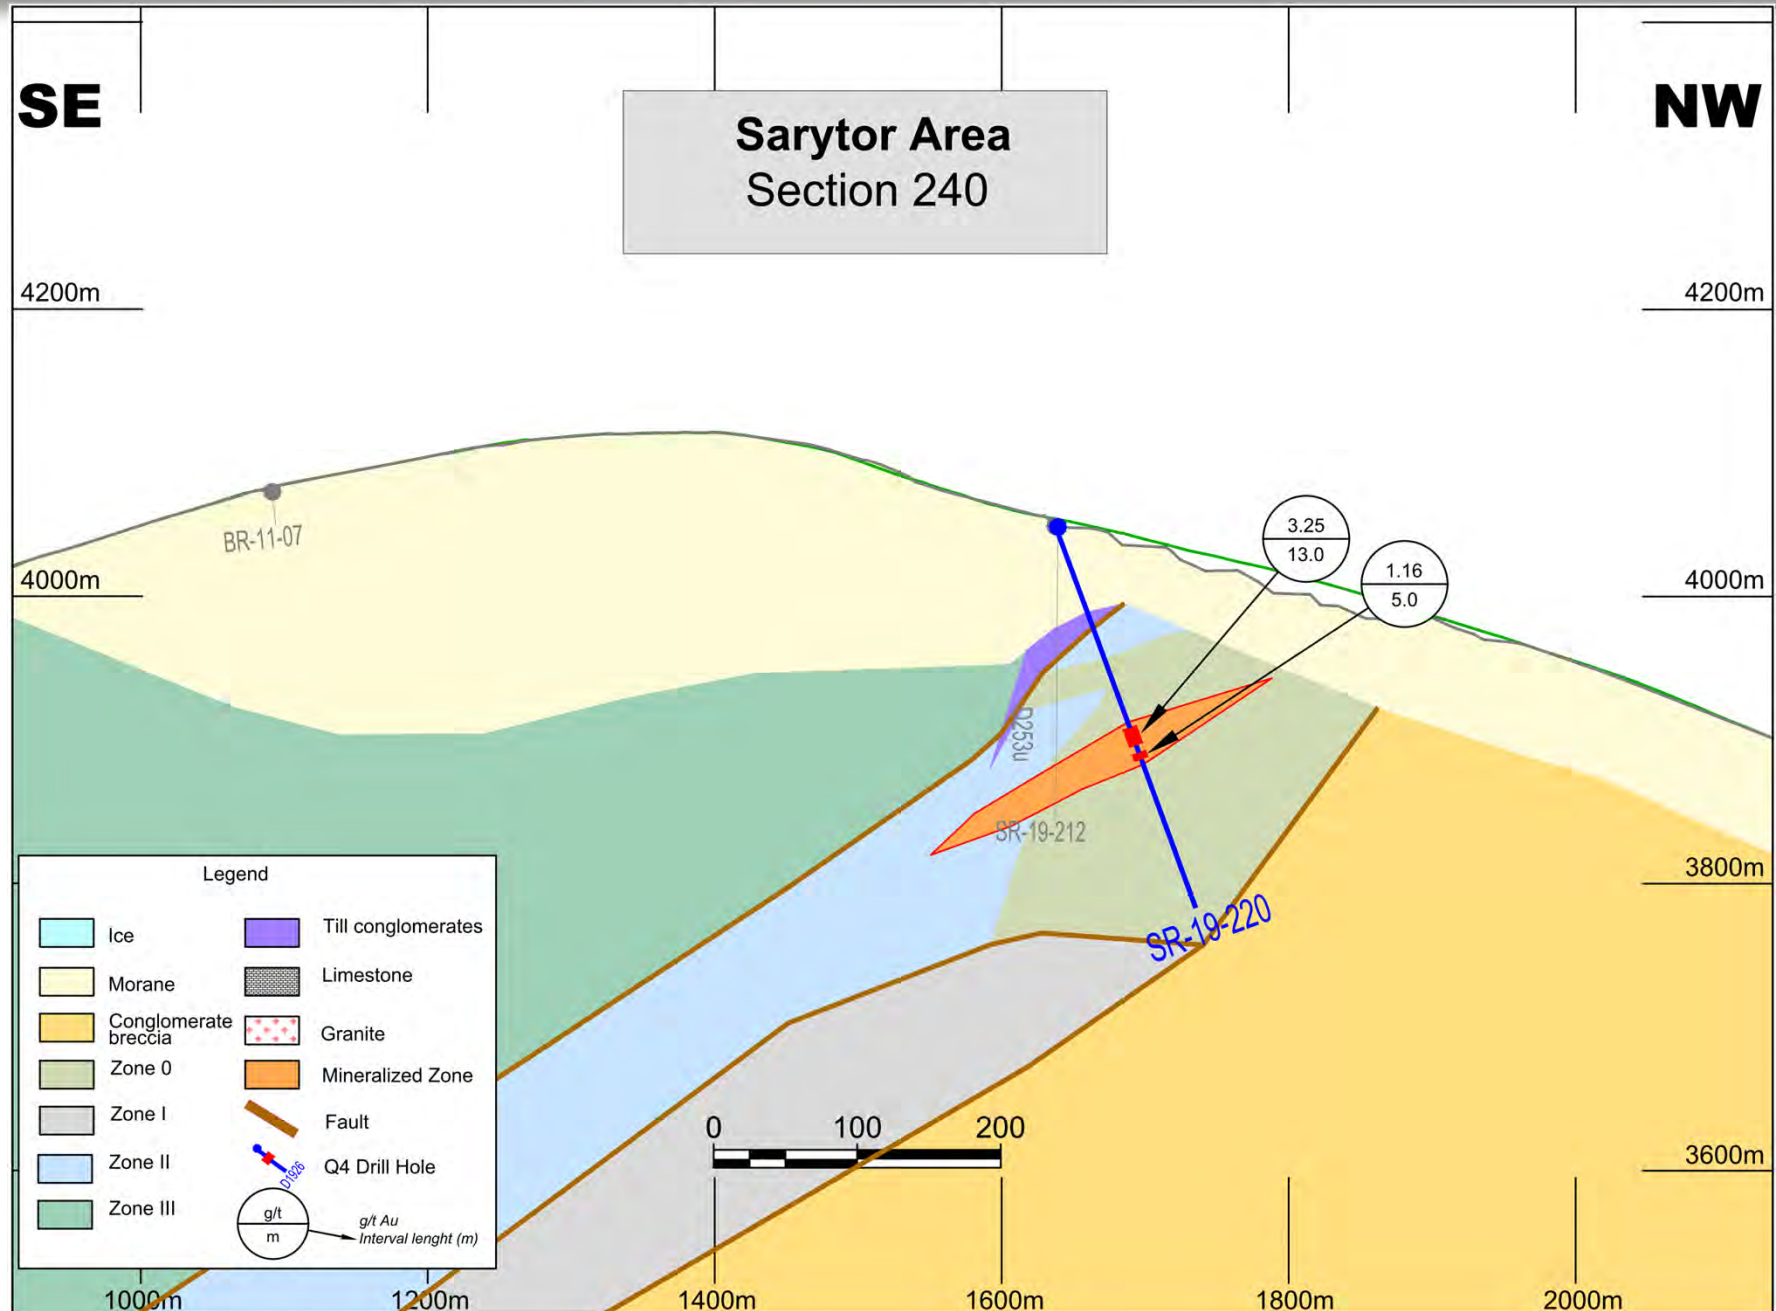 SE
NW
Sarytor Area
Section 240
4200m
4200m
3.25
13.0
1.16
5.0
BR-11-07
4000m
4000m
D253u
SR-19-212
3800m
SR-19-220
Legend
Ice
Morane
Conglomerate
breccia
Zone 0
Zone I
Zone II
Zone III
Till conglomerates
Limestone
Granite
Mineralized Zone
Fault
Q4 Drill Hole
D1926
g/t
m
g/t Au
Interval lenght (m)
0 100 200
3600m
1000m 1200m 1400m 1600m 1800m 2000m